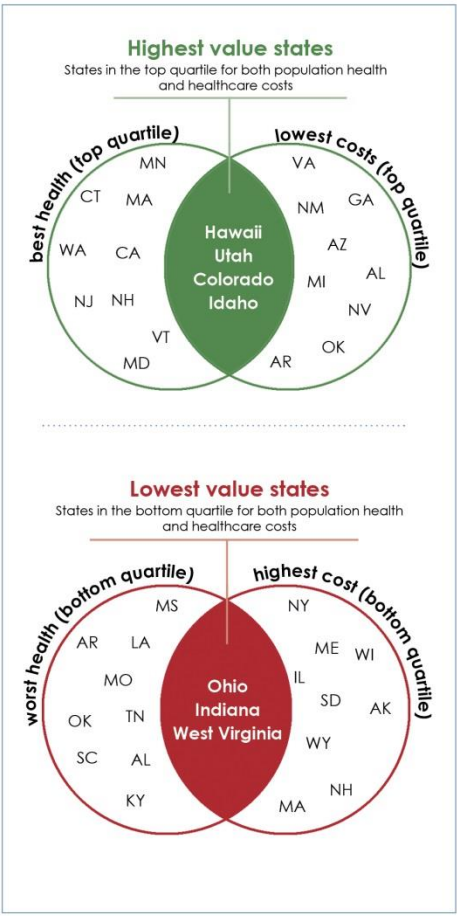 Highest value states
States in the top quartile for both population health
and healthcare costs
best health (top quartile)
lowest costs (top quartile)
MN
CT
MA
WA
CA
NJ
NH
VT
MD
Hawaii
Utah
Colorado
Idaho
VA
NM
GA
AZ
MI
AL
NV
OK
AR
Lowest value states
States in the bottom quartile for both population health
and healthcare costs
worst health (bottom quartile)
highest cost (bottom quartile)
MS
AR
LA
MO
OK
TN
SC
AL
KY
Ohio
Indiana
West Virginia
NY
ME
WI
IL
SD
AK
WY
NH
MA